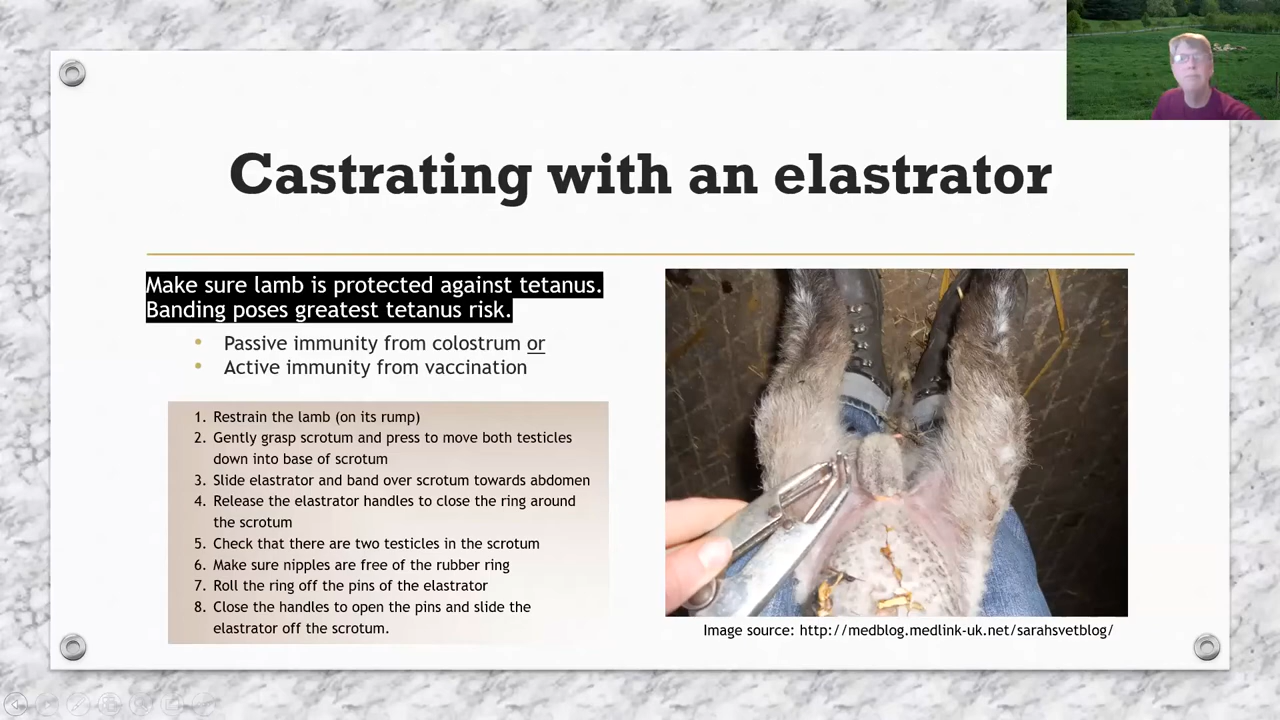 Castrating with an elastrator
Make sure lamb is protected against tetanus.
Banding poses greatest tetanus risk.
• Passive immunity from colostrum or
• Active immunity from vaccination
1. Restrain the lamb (on its rump)
2. Gently grasp scrotum and press to move both testicles
down into base of scrotum
3. Slide elastrator and band over scrotum towards abdomen
4. Release the elastrator handles to close the ring around
the scrotum
5. Check that there are two testicles in the scrotum
6. Make sure nipples are free of the rubber ring
7. Roll the ring off the pins of the elastrator
8. Close the handles to open the pins and slide the
elastrator off the scrotum.
Image source: http://medblog.medlink-uk.net/sarahsvetblog/